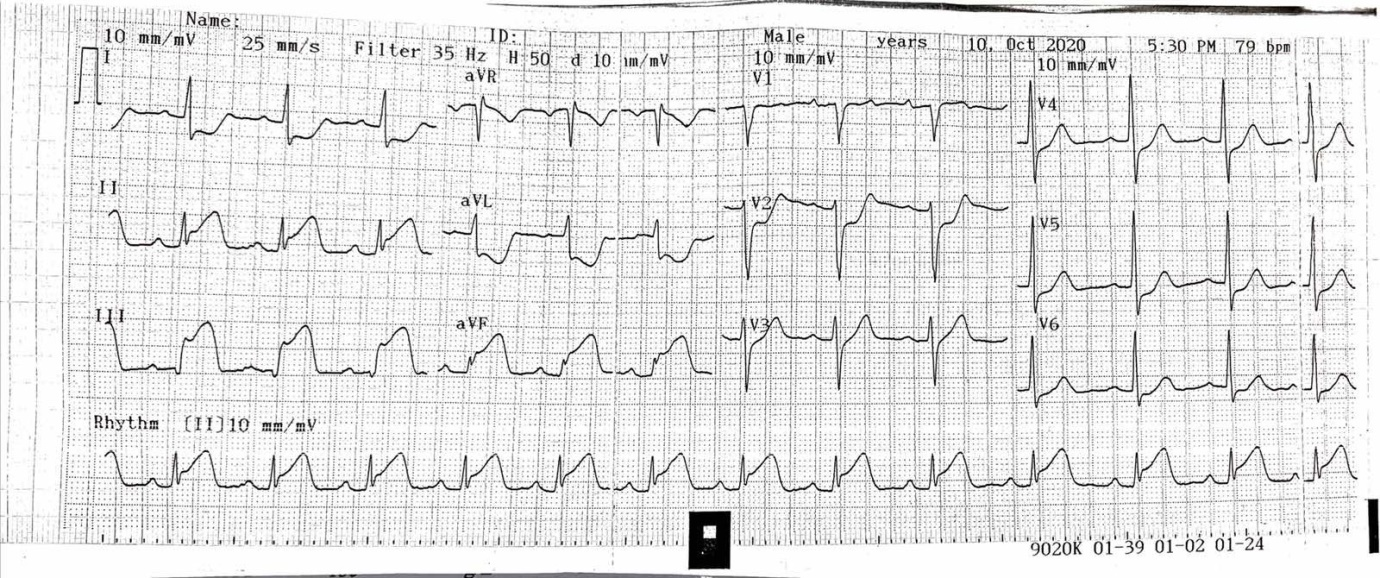 Name:
ID:
Male years 10, Oct 2020 5:30 PM 79 bpm
10 mm/mV 25 mm/s Filter 35 Hz H 50 d 10 mm/mV 10 mm/mV 10 mm/mV
I aVR V1 V4
II aVL V2 V5
III aVF V3 V6
Rhythm [II]10 mm/mV
9020K 01-39 01-02 01-24